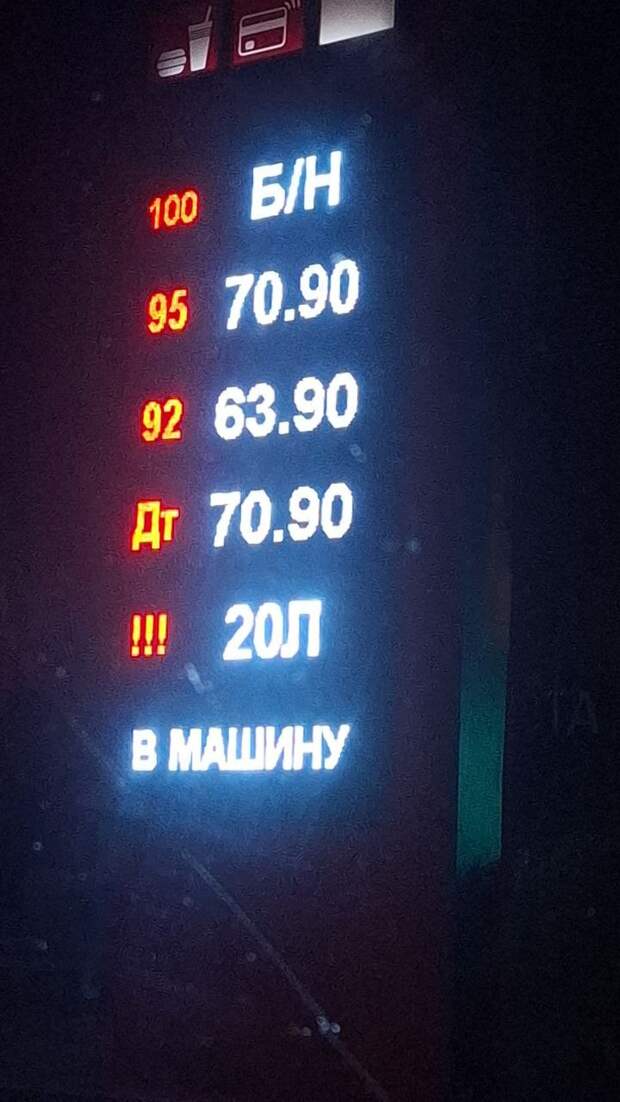 100 Б/Н
95 70.90
92 63.90
Дт 70.90
!!! 20Л
В МАШИНУ